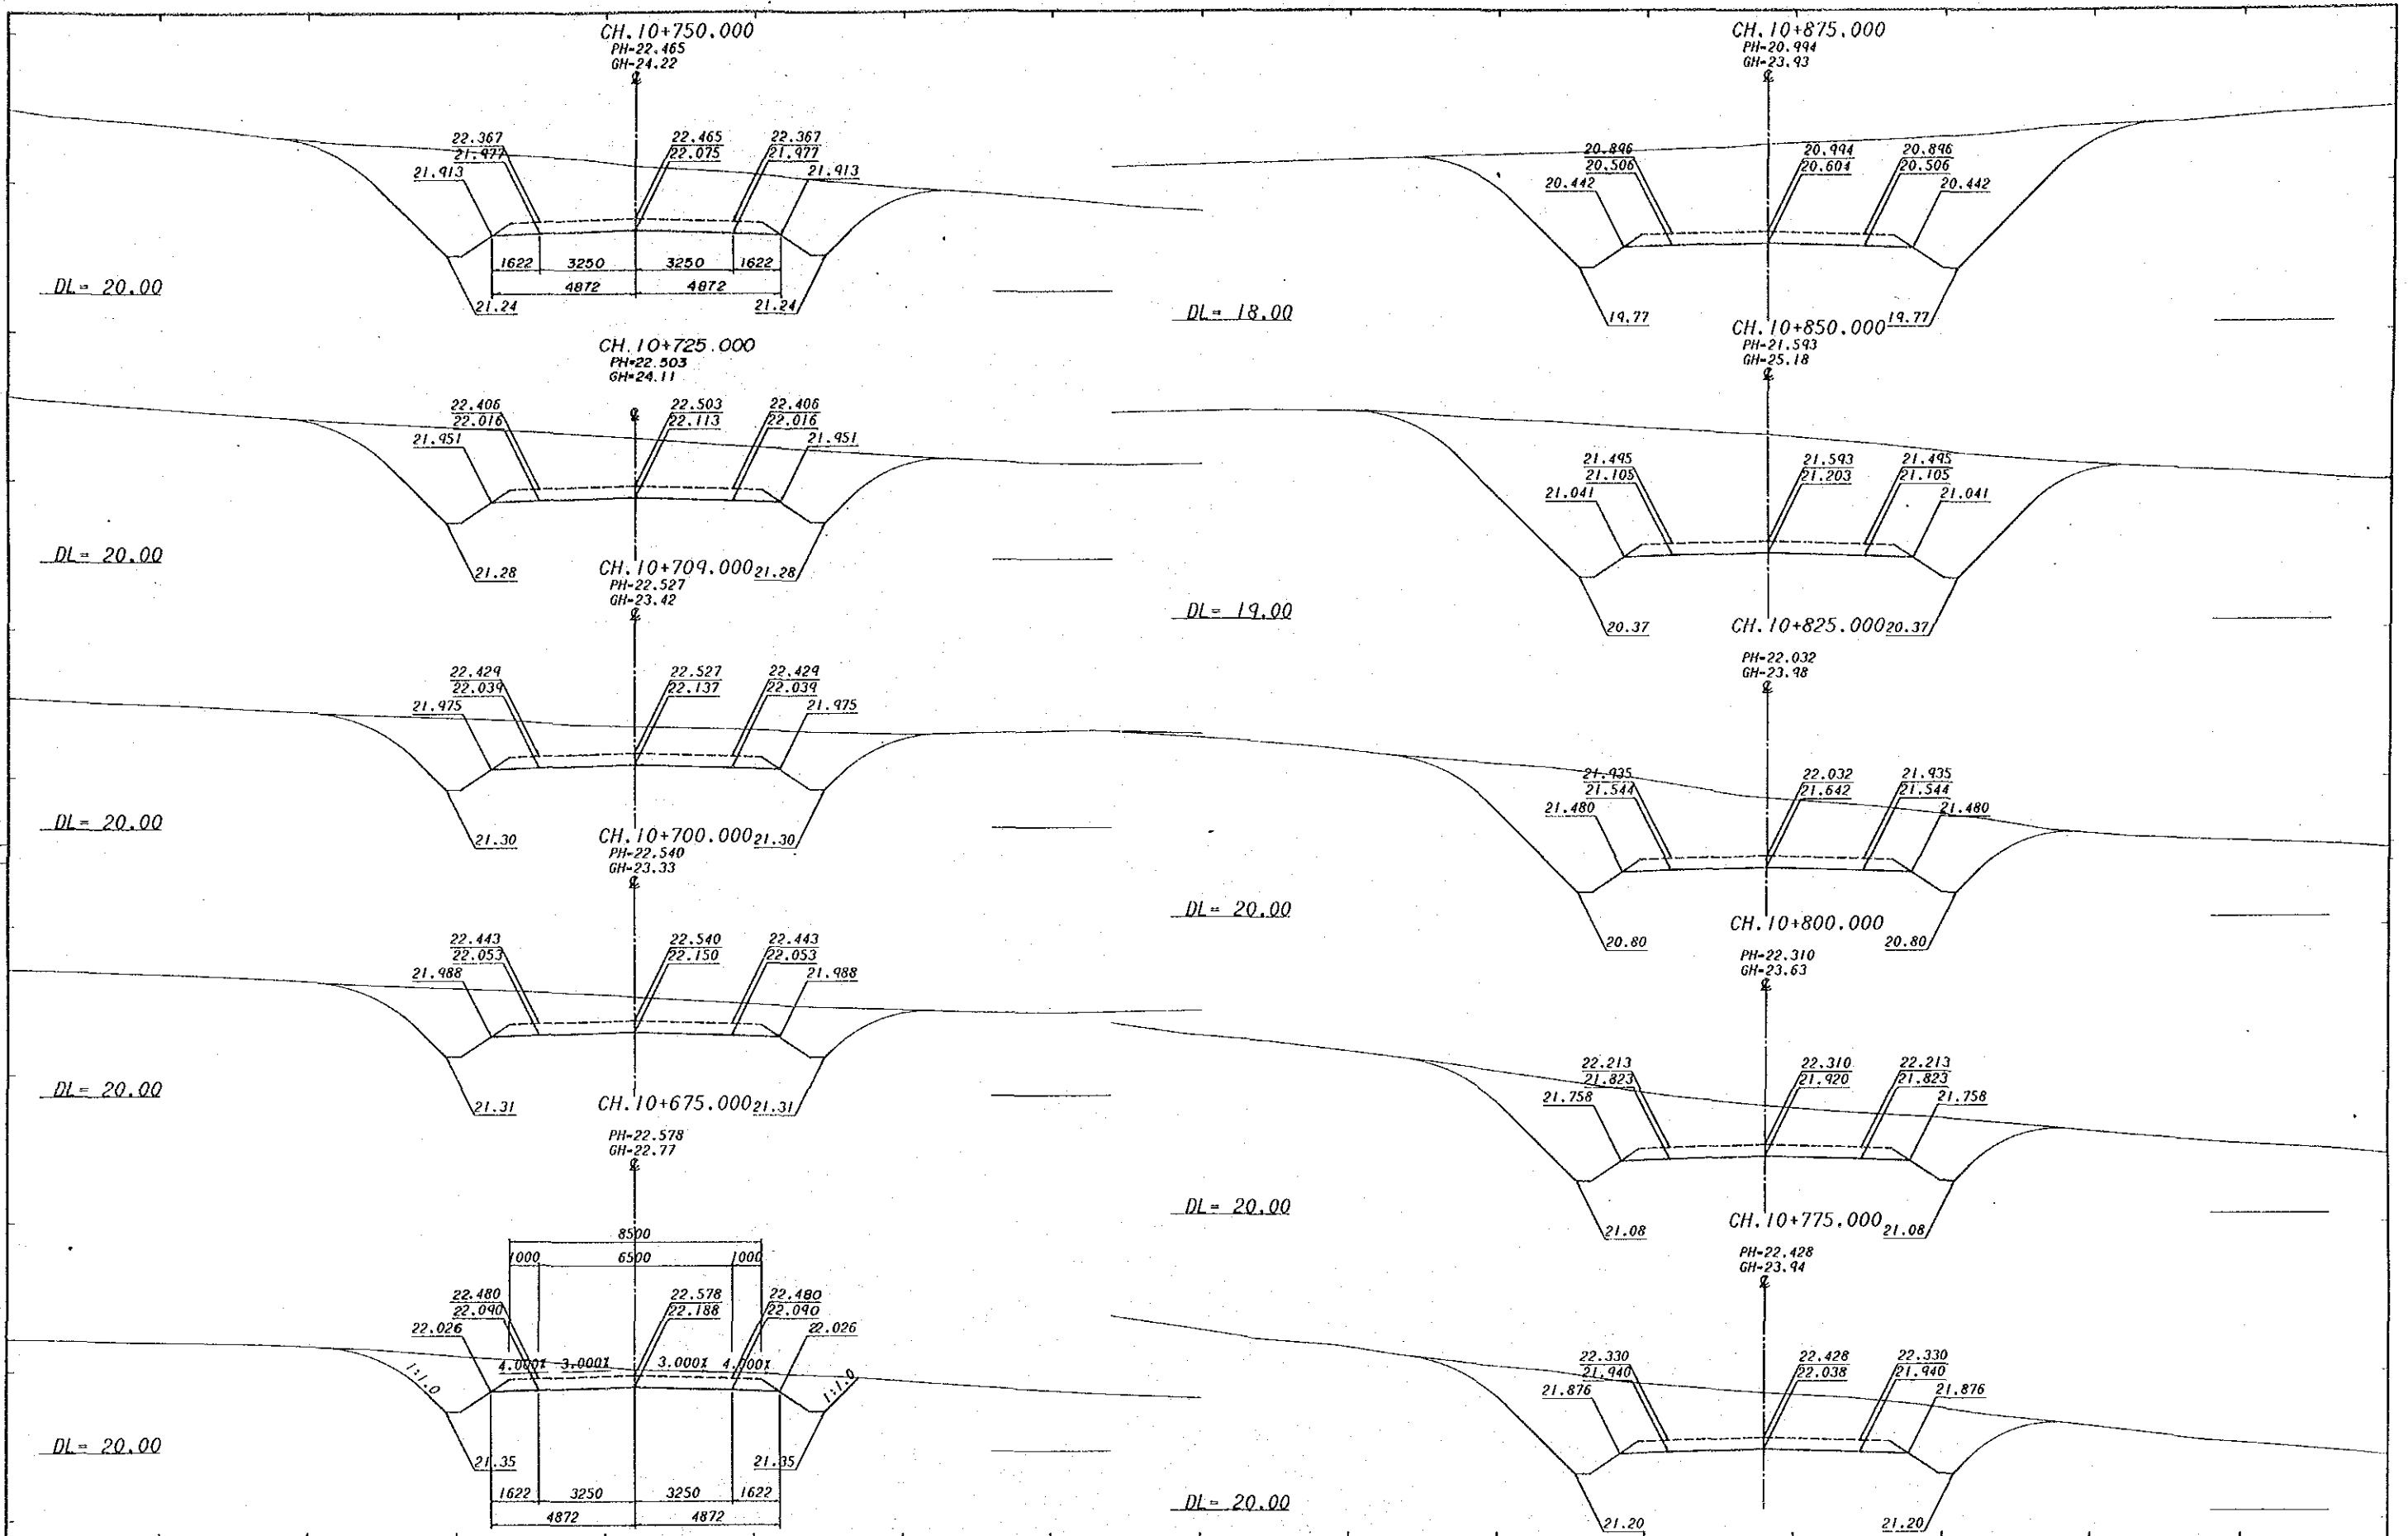 CH.10+750.000
PH=22.465
GH=24.22
22.367 22.465 22.367
21.977 22.075 21.977
21.913 21.913
1622 3250 3250 1622
4872 4872
DL= 20.00
21.24 21.24
CH.10+725.000
PH=22.503
GH=24.11
22.406 22.503 22.406
22.016 22.113 22.016
21.951 21.951
DL= 20.00
21.28 21.28
CH.10+709.000
PH=22.527
GH=23.42
22.429 22.527 22.429
22.039 22.137 22.039
21.975 21.975
DL= 20.00
21.30 21.30
CH.10+700.000
PH=22.540
GH=23.33
22.443 22.540 22.443
22.053 22.150 22.053
21.988 21.988
DL= 20.00
21.31 21.31
CH.10+675.000
PH=22.578
GH=22.77
8500
1000 6500 1000
22.480 22.578 22.480
22.090 22.188 22.090
22.026 22.026
1:1.0 4.000% 3.000% 3.000% 4.000% 1:1.0
DL= 20.00
21.35 21.35
1622 3250 3250 1622
4872 4872
CH.10+875.000
PH=20.994
GH=23.93
20.896 20.994 20.896
20.506 20.604 20.506
20.442 20.442
DL= 18.00
19.77 19.77
CH.10+850.000
PH=21.593
GH=25.18
21.495 21.593 21.495
21.105 21.203 21.105
21.041 21.041
DL= 19.00
20.37 20.37
CH.10+825.000
PH=22.032
GH=23.98
21.935 22.032 21.935
21.544 21.642 21.544
21.480 21.480
DL= 20.00
20.80 20.80
CH.10+800.000
PH=22.310
GH=23.63
22.213 22.310 22.213
21.823 21.920 21.823
21.758 21.758
DL= 20.00
21.08 21.08
CH.10+775.000
PH=22.428
GH=23.94
22.330 22.428 22.330
21.940 22.038 21.940
21.876 21.876
DL= 20.00
21.20 21.20